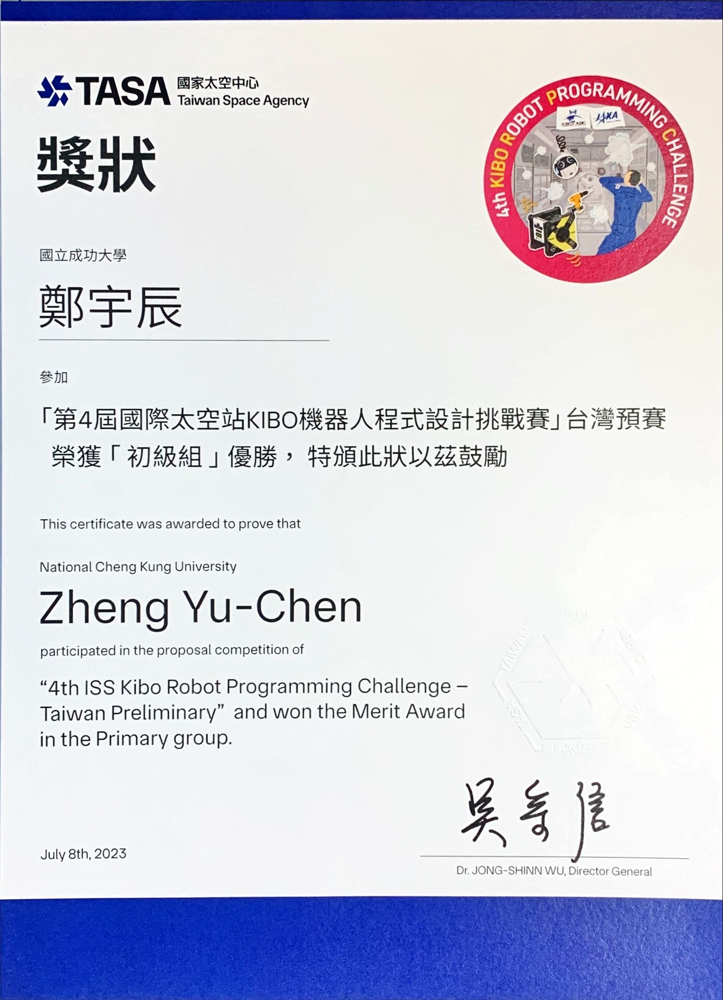 TASA 國家太空中心
Taiwan Space Agency
4th KIBO ROBOT PROGRAMMING CHALLENGE
KIBO-ABC JAXA
獎狀
國立成功大學
鄭宇辰
參加
「第4屆國際太空站KIBO機器人程式設計挑戰賽」台灣預賽
榮獲「初級組」優勝，特頒此狀以茲鼓勵
This certificate was awarded to prove that
National Cheng Kung University
Zheng Yu-Chen
participated in the proposal competition of
“4th ISS Kibo Robot Programming Challenge –
Taiwan Preliminary” and won the Merit Award
in the Primary group.
TAIWAN SPACE AGENCY
TASA
吳宗信
July 8th, 2023
Dr. JONG-SHINN WU, Director General